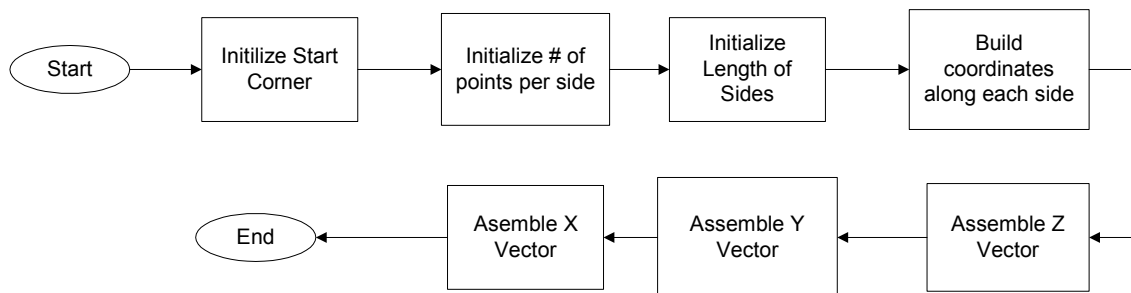 Start
Initilize Start
Corner
Initialize # of
points per side
Initialize
Length of
Sides
Build
coordinates
along each side
End
Asemble X
Vector
Assemble Y
Vector
Assemble Z
Vector